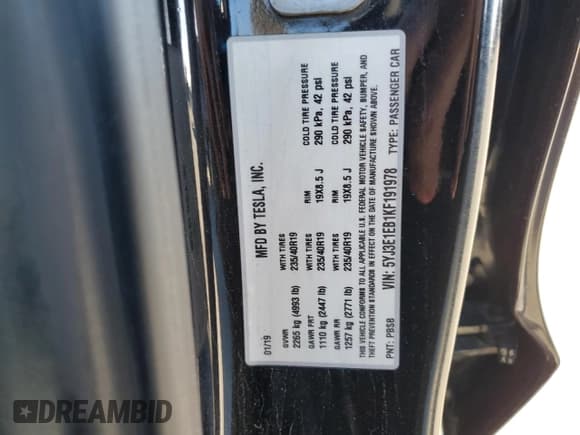 MFD BY TESLA, INC.
01/19
GVWR WITH TIRES RIM COLD TIRE PRESSURE
2265 kg (4993 lb) 235/40R19 19X8.5 J 290 kPa, 42 psi
GAWR FRT WITH TIRES RIM COLD TIRE PRESSURE
1110 kg (2447 lb) 235/40R19 19X8.5 J 290 kPa, 42 psi
GAWR RR WITH TIRES
1257 kg (2771 lb) 235/40R19
THIS VEHICLE CONFORMS TO ALL APPLICABLE U.S. FEDERAL MOTOR VEHICLE SAFETY, BUMPER, AND
THEFT PREVENTION STANDARDS IN EFFECT ON THE DATE OF MANUFACTURE SHOWN ABOVE.
PNT: PBSB VIN: 5YJ3E1EB1KF191978 TYPE: PASSENGER CAR
DREAMBID